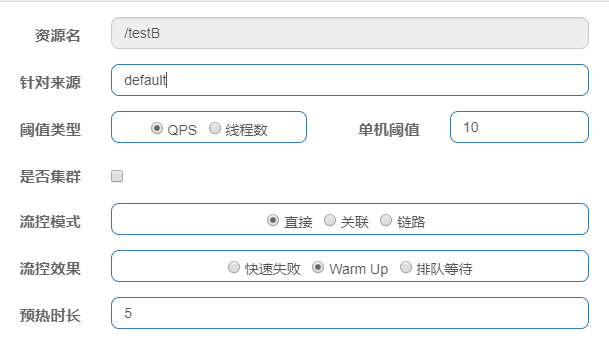 资源名 /testB
针对来源 default
阈值类型 QPS 线程数 单机阈值 10
是否集群
流控模式 直接 关联 链路
流控效果 快速失败 Warm Up 排队等待
预热时长 5